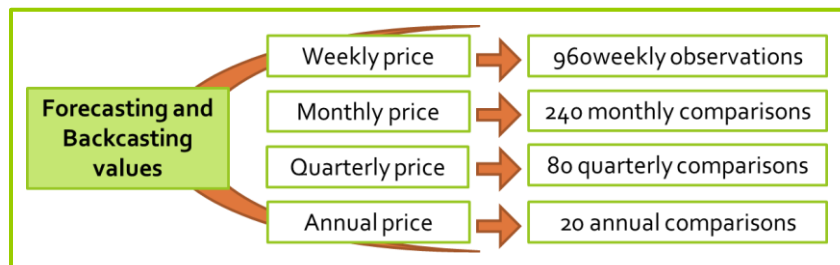 Forecasting and
Backcasting
values
Weekly price
960weekly observations
Monthly price
240 monthly comparisons
Quarterly price
80 quarterly comparisons
Annual price
20 annual comparisons